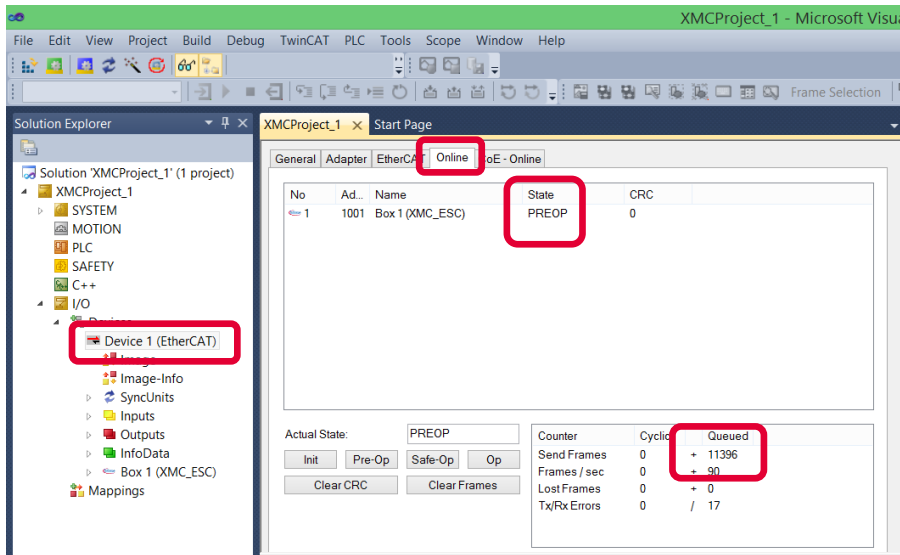 XMCProject_1 - Microsoft Visua
File Edit View Project Build Debug TwinCAT PLC Tools Scope Window Help
Frame Selection
Solution Explorer
XMCProject_1 Start Page
General Adapter EtherCAT Online CoE - Online
Solution 'XMCProject_1' (1 project)
XMCProject_1
SYSTEM
MOTION
PLC
SAFETY
C++
I/O
Devices
Device 1 (EtherCAT)
Image
Image-Info
SyncUnits
Inputs
Outputs
InfoData
Box 1 (XMC_ESC)
Mappings
No Ad... Name State CRC
1 1001 Box 1 (XMC_ESC) PREOP 0
Actual State: PREOP
Init Pre-Op Safe-Op Op
Clear CRC Clear Frames
Counter Cyclic Queued
Send Frames 0 + 11396
Frames / sec 0 + 90
Lost Frames 0 + 0
Tx/Rx Errors 0 / 17